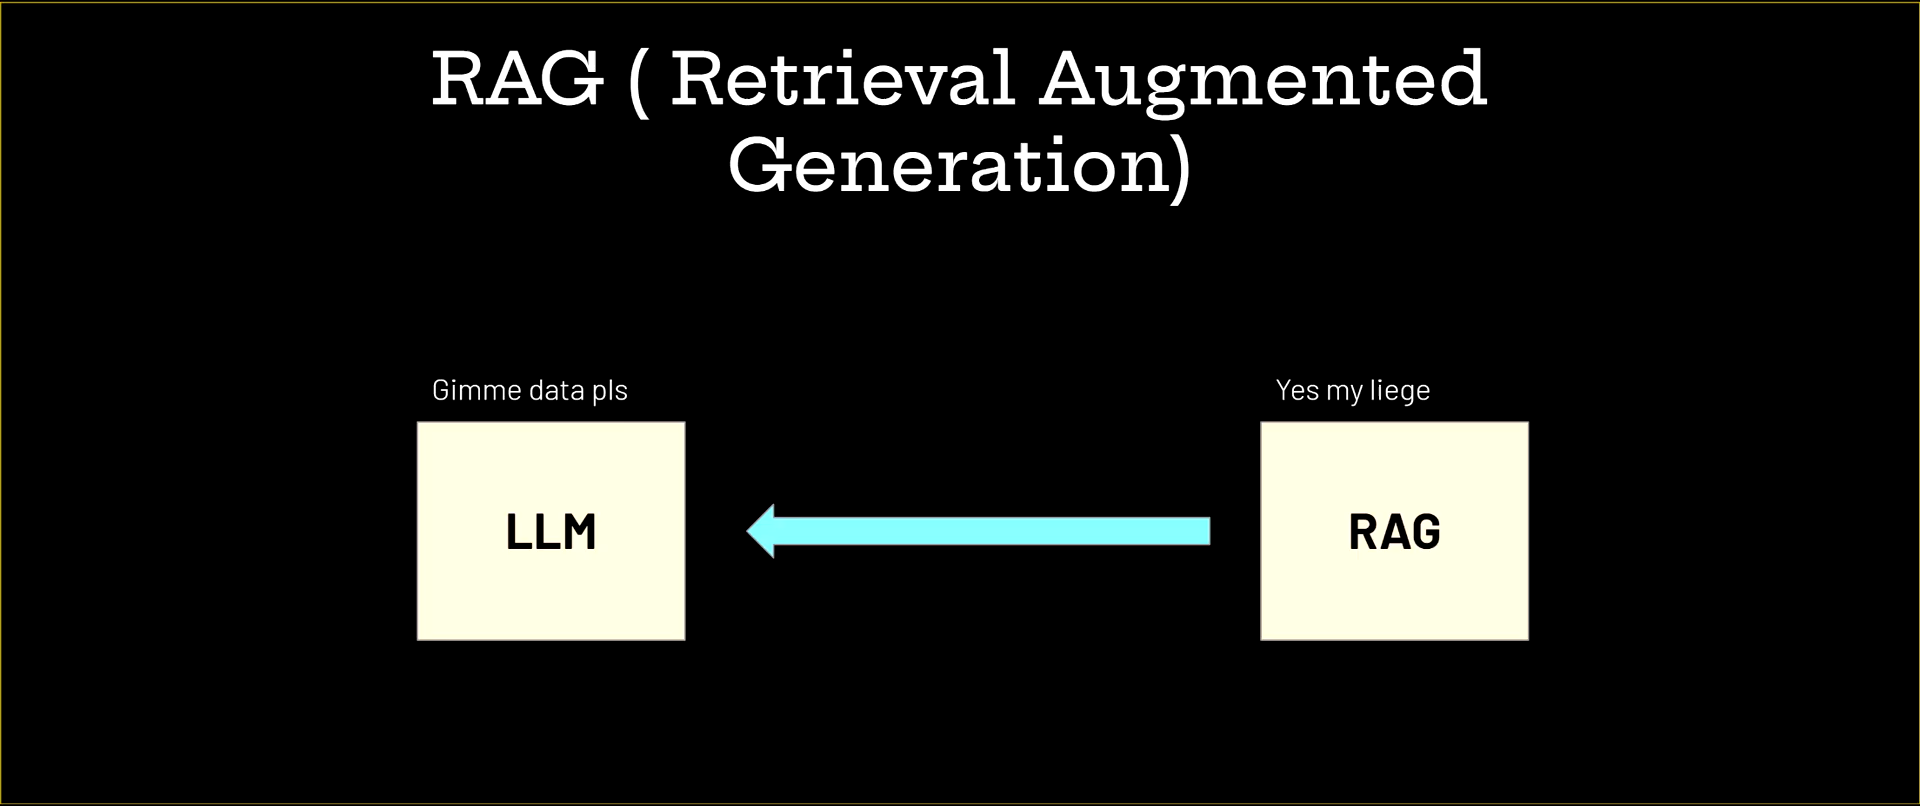 RAG ( Retrieval Augmented
Generation)
Gimme data pls
Yes my liege
LLM
RAG